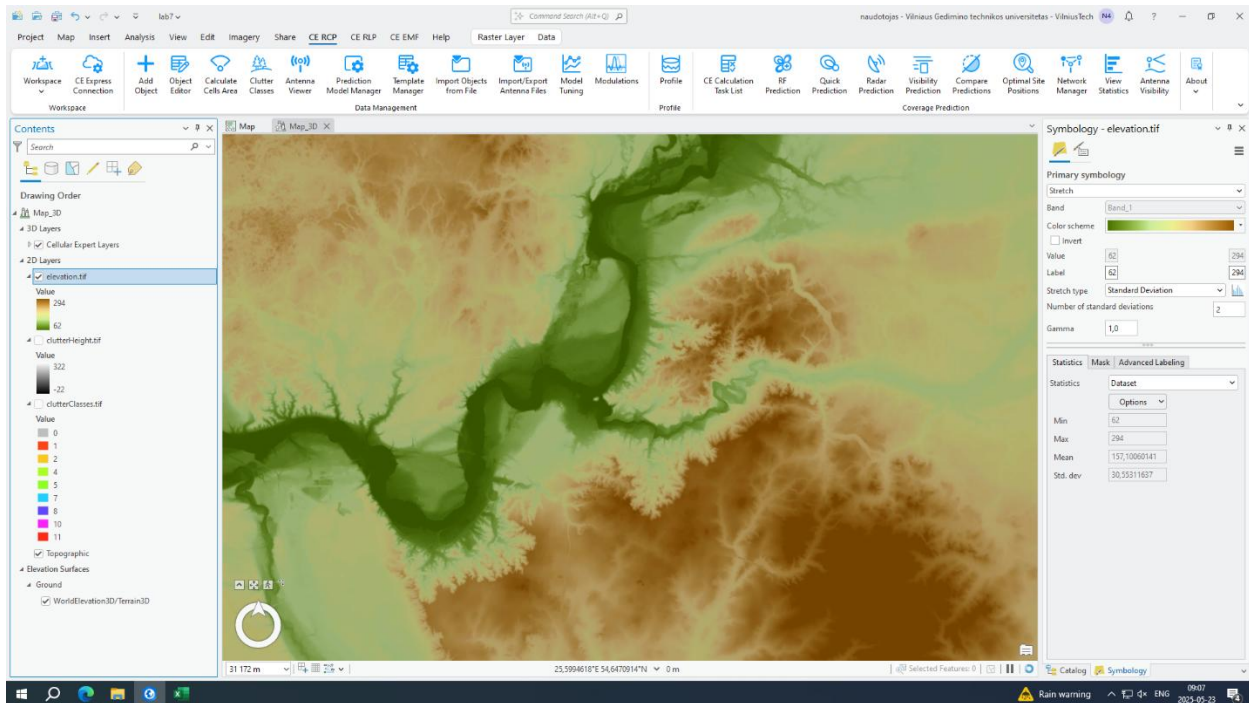 lab7
Command Search (Alt+Q)
naudotojas - Vilniaus Gedimino technikos universitetas - VilniusTech
N4
?
Project Map Insert Analysis View Edit Imagery Share CE RCP CE RLP CE EMF Help Raster Layer Data
Workspace
CE Express Connection
Add Object
Object Editor
Calculate Cells Area
Clutter Classes
Antenna Viewer
Prediction Model Manager
Template Manager
Import Objects from File
Import/Export Antenna Files
Model Tuning
Modulations
Profile
CE Calculation Task List
RF Prediction
Quick Prediction
Radar Prediction
Visibility Prediction
Compare Predictions
Optimal Site Positions
Network Manager
View Statistics
Antenna Visibility
About
Workspace
Data Management
Profile
Coverage Prediction
Contents
Search
Drawing Order
Map_3D
3D Layers
Cellular Expert Layers
2D Layers
elevation.tif
Value
294
62
clutterHeight.tif
Value
322
-22
clutterClasses.tif
Value
0
1
2
4
5
7
8
10
11
Topographic
Elevation Surfaces
Ground
WorldElevation3D/Terrain3D
Map Map_3D
31 172 m
25,5994618°E 54,6470914°N 0 m
Selected Features: 0
Symbology - elevation.tif
Primary symbology
Stretch
Band Band_1
Color scheme
Invert
Value 62 294
Label 62 294
Stretch type Standard Deviation
Number of standard deviations 2
Gamma 1,0
Statistics Mask Advanced Labeling
Statistics Dataset
Options
Min 62
Max 294
Mean 157,10060141
Std. dev 30,55311637
Catalog Symbology
Rain warning
ENG
09:07
2025-05-23
4